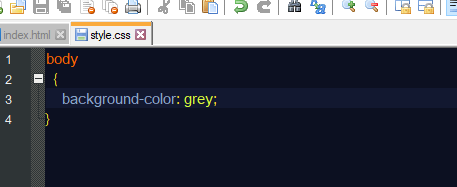 index.html style.css
1 body
2 {
3 background-color: grey;
4 }